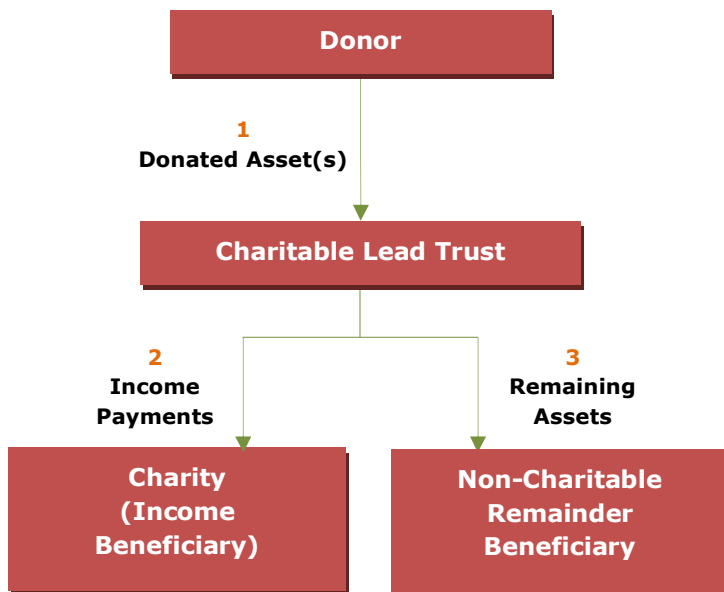 Donor
1
Donated Asset(s)
Charitable Lead Trust
2
Income
Payments
3
Remaining
Assets
Charity
(Income
Beneficiary)
Non-Charitable
Remainder
Beneficiary